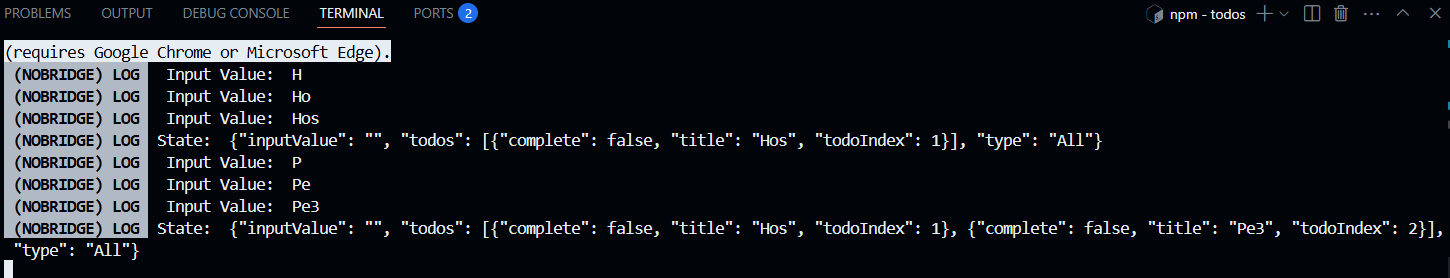 PROBLEMS OUTPUT DEBUG CONSOLE TERMINAL PORTS 2 npm - todos
(requires Google Chrome or Microsoft Edge).
(NOBRIDGE) LOG  Input Value:  H
(NOBRIDGE) LOG  Input Value:  Ho
(NOBRIDGE) LOG  Input Value:  Hos
(NOBRIDGE) LOG  State:  {"inputValue": "", "todos": [{"complete": false, "title": "Hos", "todoIndex": 1}], "type": "All"}
(NOBRIDGE) LOG  Input Value:  P
(NOBRIDGE) LOG  Input Value:  Pe
(NOBRIDGE) LOG  Input Value:  Pe3
(NOBRIDGE) LOG  State:  {"inputValue": "", "todos": [{"complete": false, "title": "Hos", "todoIndex": 1}, {"complete": false, "title": "Pe3", "todoIndex": 2}],
"type": "All"}